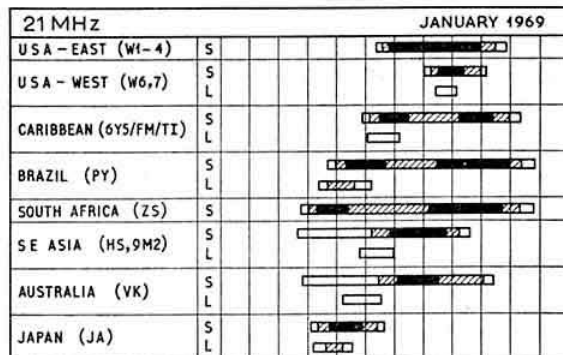 21 MHz JANUARY 1969
USA-EAST (W1-4) S
USA-WEST (W6,7) S
L
CARIBBEAN (6Y5/FM/TI) S
L
BRAZIL (PY) S
L
SOUTH AFRICA (ZS) S
SE ASIA (HS,9M2) S
L
AUSTRALIA (VK) S
L
JAPAN (JA) S
L